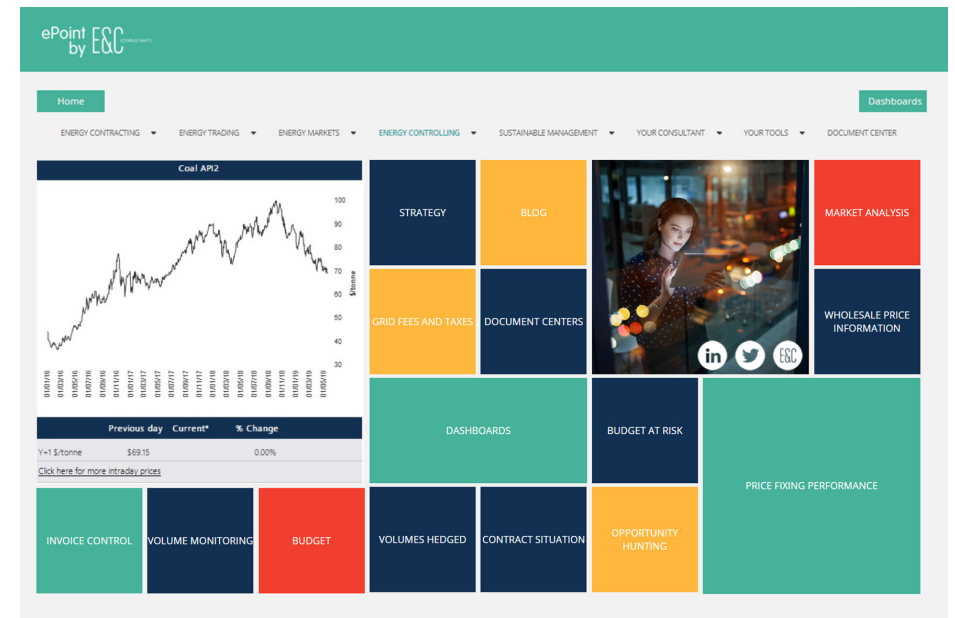 ePoint
by E&C CONSULTANTS
Home
Dashboards
ENERGY CONTRACTING
ENERGY TRADING
ENERGY MARKETS
ENERGY CONTROLLING
SUSTAINABLE MANAGEMENT
YOUR CONSULTANT
YOUR TOOLS
DOCUMENT CENTER
Coal API2
100
90
80
70
60
50
40
30
$/tonne
01/01/16
01/03/16
01/05/16
01/07/16
01/09/16
01/11/16
01/01/17
01/03/17
01/05/17
01/07/17
01/09/17
01/11/17
01/01/18
01/03/18
01/05/18
01/07/18
01/09/18
01/11/18
01/01/19
01/03/19
01/05/19
Previous day Current* % Change
Y+1 $/tonne $69.15 0.00%
Click here for more intraday prices
STRATEGY
BLOG
MARKET ANALYSIS
GRID FEES AND TAXES
DOCUMENT CENTERS
in
E&C
WHOLESALE PRICE
INFORMATION
DASHBOARDS
BUDGET AT RISK
PRICE FIXING PERFORMANCE
INVOICE CONTROL
VOLUME MONITORING
BUDGET
VOLUMES HEDGED
CONTRACT SITUATION
OPPORTUNITY
HUNTING